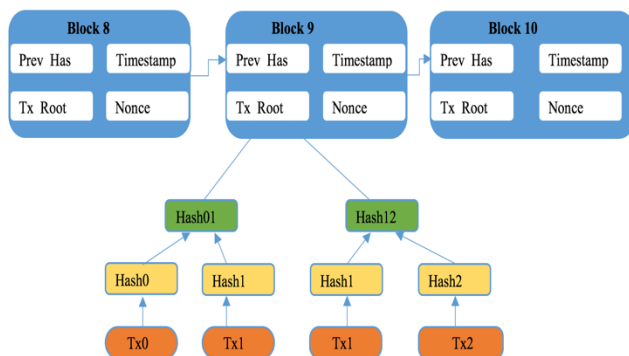 Block 8 Block 9 Block 10
Prev Has Timestamp Prev Has Timestamp Prev Has Timestamp
Tx Root Nonce Tx Root Nonce Tx Root Nonce
Hash01 Hash12
Hash0 Hash1 Hash1 Hash2
Tx0 Tx1 Tx1 Tx2